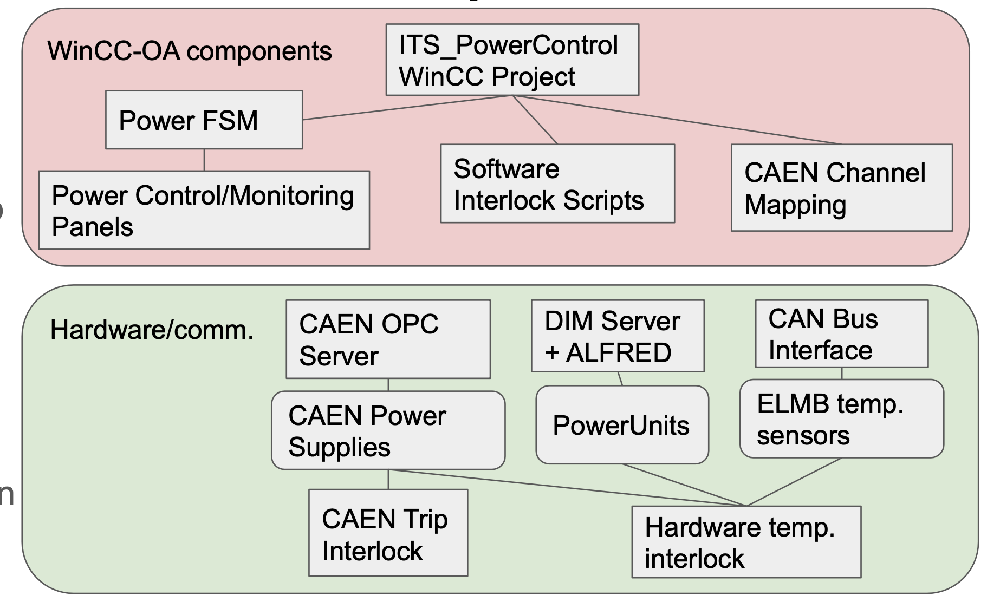 WinCC-OA components
ITS_PowerControl
WinCC Project
Power FSM
Power Control/Monitoring
Panels
Software
Interlock Scripts
CAEN Channel
Mapping
Hardware/comm.
CAEN OPC
Server
DIM Server
+ ALFRED
CAN Bus
Interface
CAEN Power
Supplies
PowerUnits
ELMB temp.
sensors
CAEN Trip
Interlock
Hardware temp.
interlock
n